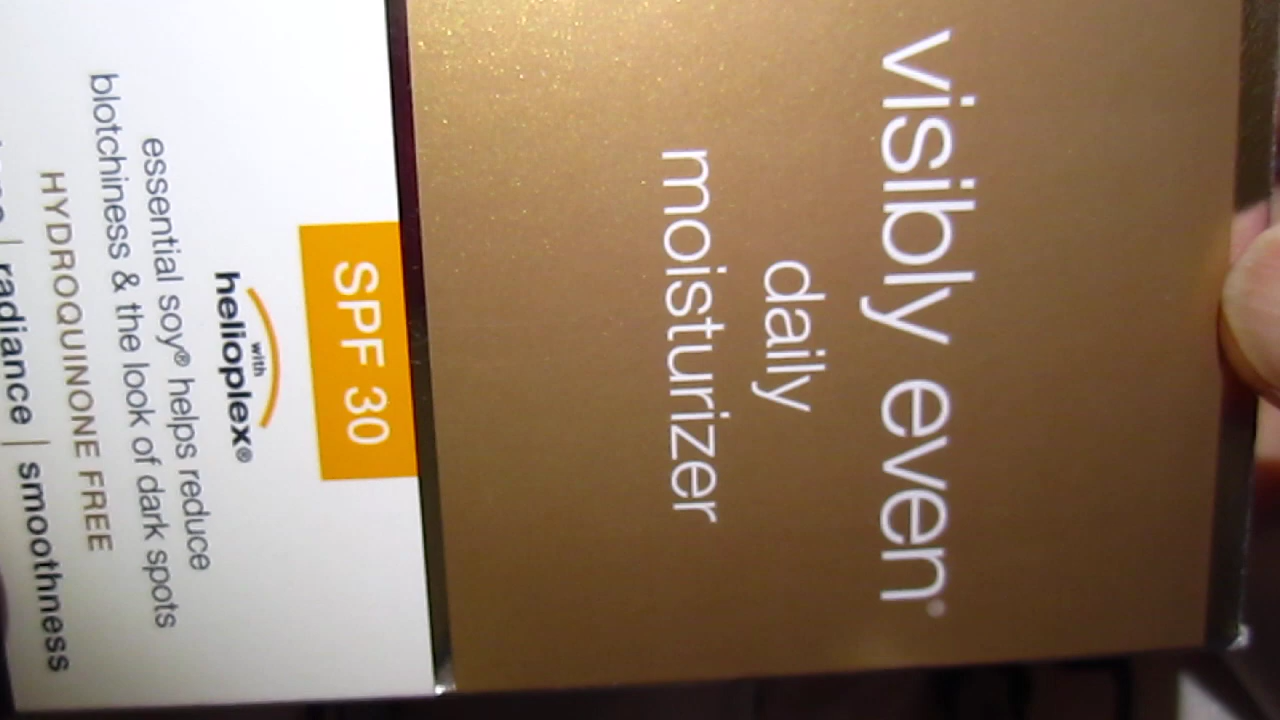 visibly even®
daily
moisturizer
SPF 30
with
helioplex®
essential soy® helps reduce
blotchiness & the look of dark spots
HYDROQUINONE FREE
radiance | smoothness